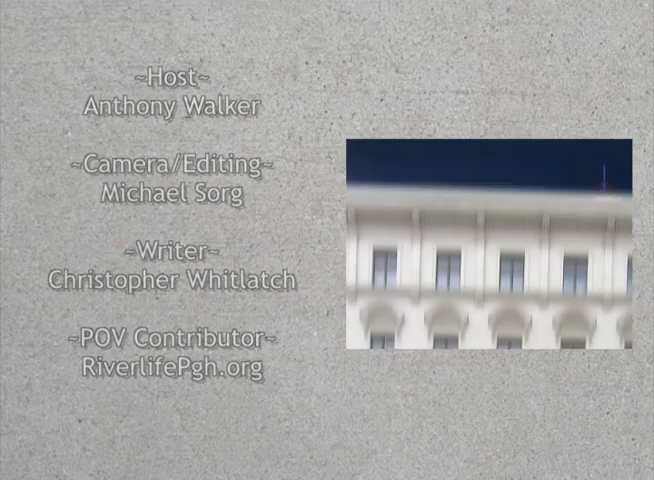 ~Host~
Anthony Walker
~Camera/Editing~
Michael Sorg
~Writer~
Christopher Whitlatch
~POV Contributor~
RiverlifePgh.org